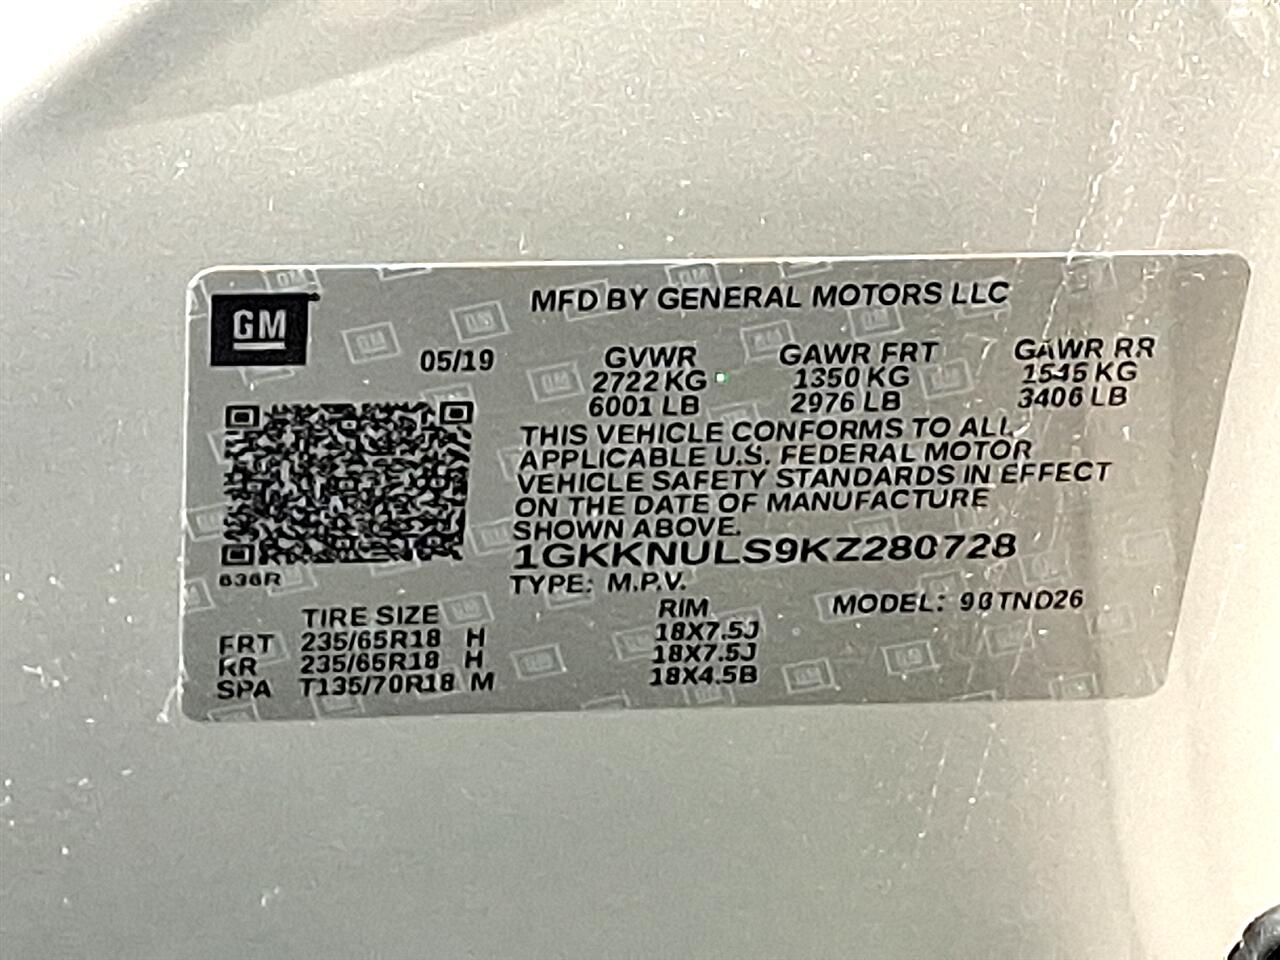 GM
MFD BY GENERAL MOTORS LLC
05/19
GVWR GAWR FRT GAWR RR
2722 KG 1350 KG 1545 KG
6001 LB 2976 LB 3406 LB
THIS VEHICLE CONFORMS TO ALL
APPLICABLE U.S. FEDERAL MOTOR
VEHICLE SAFETY STANDARDS IN EFFECT
ON THE DATE OF MANUFACTURE
SHOWN ABOVE.
1GKKNULS9KZ280728
TYPE: M.P.V.
MODEL:
TIRE SIZE RIM
FRT 235/65R18 H 18X7.5J
RR 235/65R18 H 18X7.5J
SPA T135/70R18 M 18X4.5B